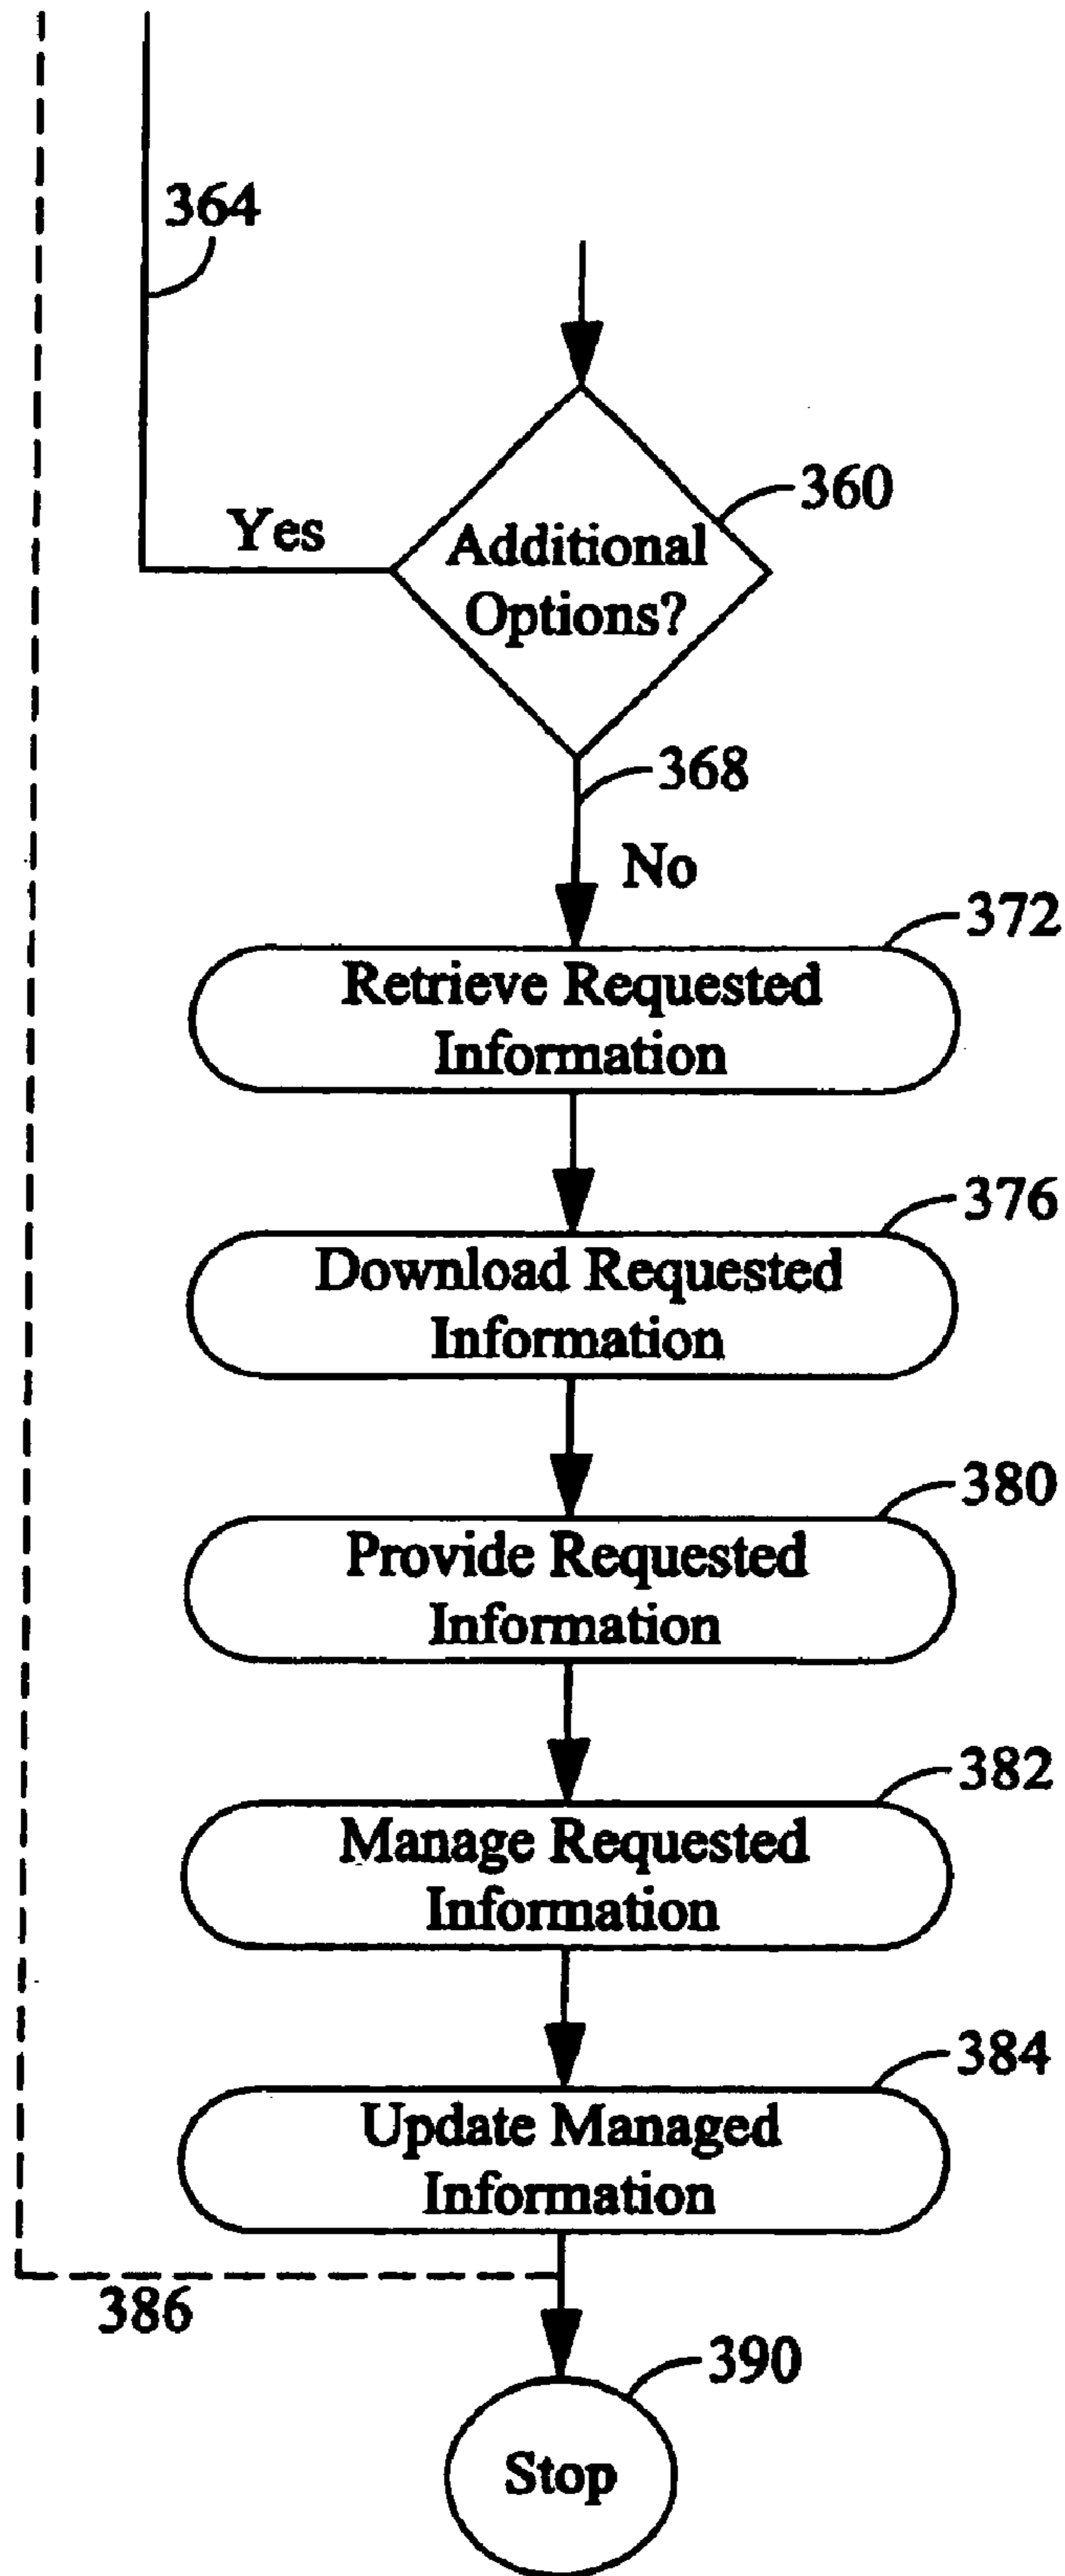 364
360
Yes
Additional
Options?
368
No
372
Retrieve Requested
Information
376
Download Requested
Information
380
Provide Requested
Information
382
Manage Requested
Information
384
Update Managed
Information
386
390
Stop